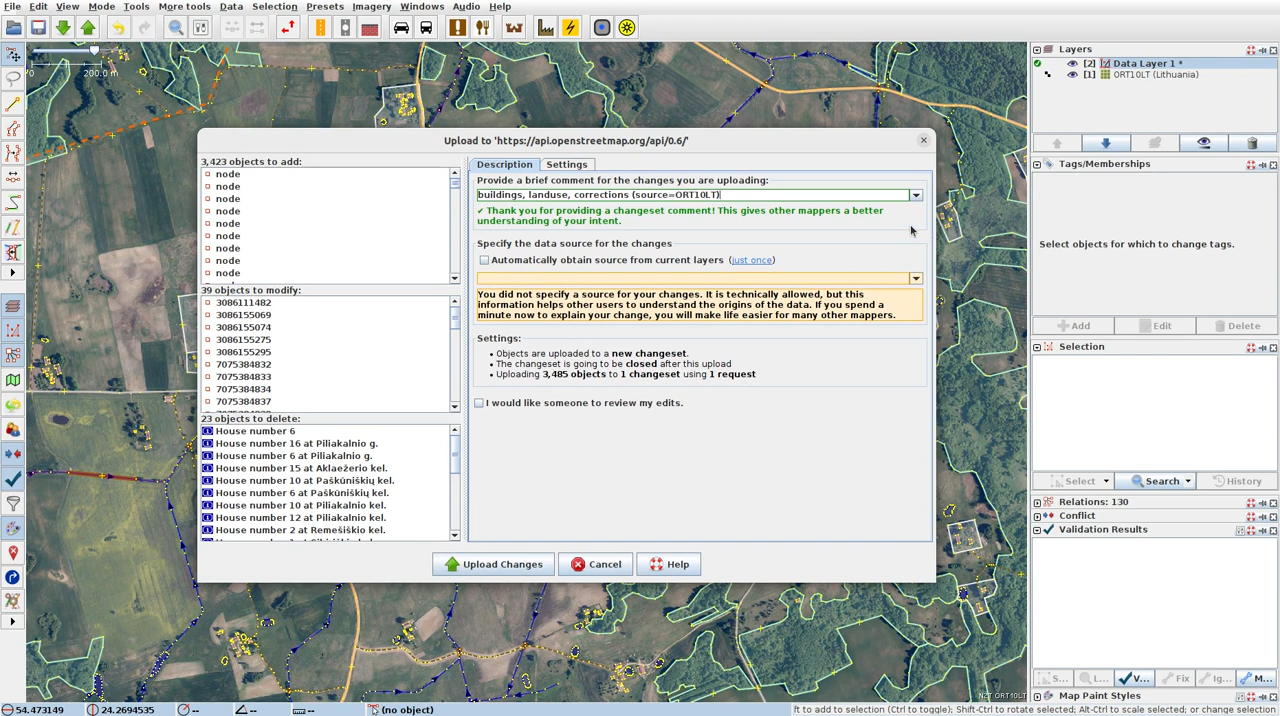 File Edit View Mode Tools More tools Data Selection Presets Imagery Windows Audio Help
0
200.0 m
Layers
[2] Data Layer 1 *
[1] ORT10LT (Lithuania)
Tags/Memberships
Select objects for which to change tags.
Add Edit Delete
Selection
Select Search History
Relations: 130
Conflict
Validation Results
S... L... V... Fix Ig... M...
Map Paint Styles
Upload to 'https://api.openstreetmap.org/api/0.6/'
3,423 objects to add:
node
node
node
node
node
node
node
node
node
39 objects to modify:
3086111482
3086155069
3086155074
3086155275
3086155295
7075384832
7075384833
7075384834
7075384837
23 objects to delete:
House number 6
House number 16 at Piliakalnio g.
House number 6 at Piliakalnio g.
House number 15 at Aklaežerio kel.
House number 10 at Paškūniškių kel.
House number 6 at Paškūniškių kel.
House number 10 at Piliakalnio kel.
House number 12 at Piliakalnio kel.
House number 2 at Remešiškio kel.
Description Settings
Provide a brief comment for the changes you are uploading:
buildings, landuse, corrections (source=ORT10LT)
✔ Thank you for providing a changeset comment! This gives other mappers a better
understanding of your intent.
Specify the data source for the changes
Automatically obtain source from current layers (just once)
You did not specify a source for your changes. It is technically allowed, but this
information helps other users to understand the origins of the data. If you spend a
minute now to explain your change, you will make life easier for many other mappers.
Settings:
• Objects are uploaded to a new changeset.
• The changeset is going to be closed after this upload
• Uploading 3,485 objects to 1 changeset using 1 request
I would like someone to review my edits.
Upload Changes Cancel Help
54.473149 24.2694535 -- -- -- (no object)
ft to add to selection (Ctrl to toggle); Shift-Ctrl to rotate selected; Alt-Ctrl to scale selected; or change selection